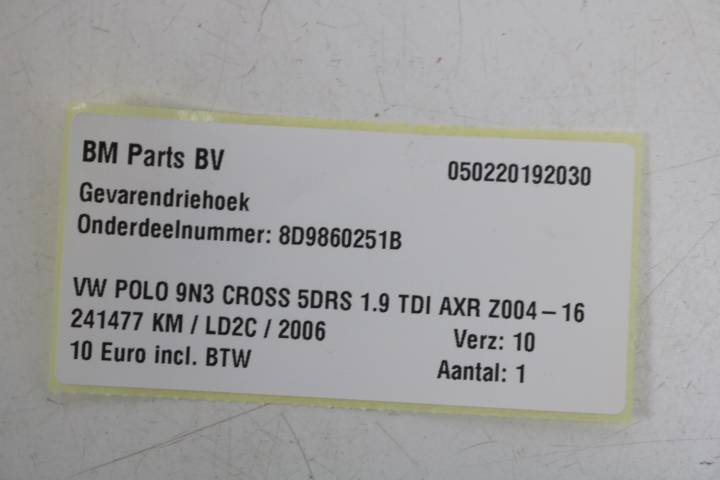 BM Parts BV 050220192030
Gevarendriehoek
Onderdeelnummer: 8D9860251B
VW POLO 9N3 CROSS 5DRS 1.9 TDI AXR Z004-16
241477 KM / LD2C / 2006 Verz: 10
10 Euro incl. BTW Aantal: 1